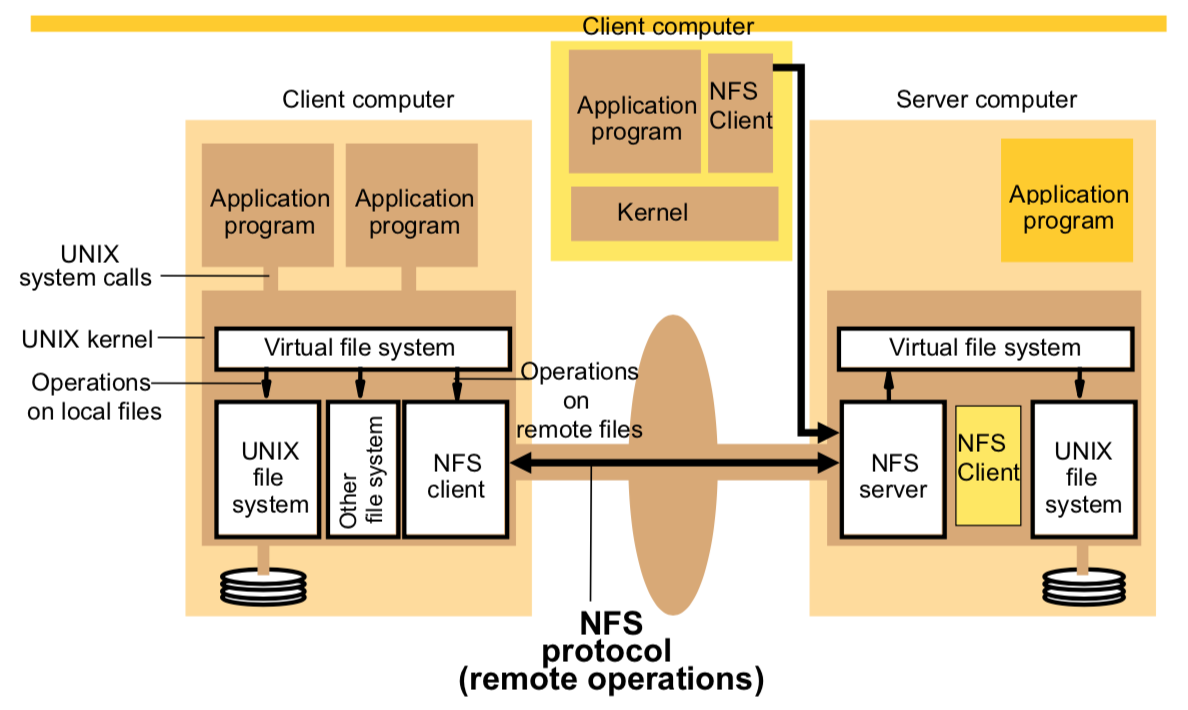 Client computer
Client computer
Server computer
Application
program
NFS
Client
Kernel
Application
program
Application
program
Application
program
UNIX
system calls
UNIX kernel
Virtual file system
Virtual file system
Operations
on local files
Operations
on
remote files
UNIX
file
system
Other
file system
NFS
client
NFS
server
NFS
Client
UNIX
file
system
NFS
protocol
(remote operations)